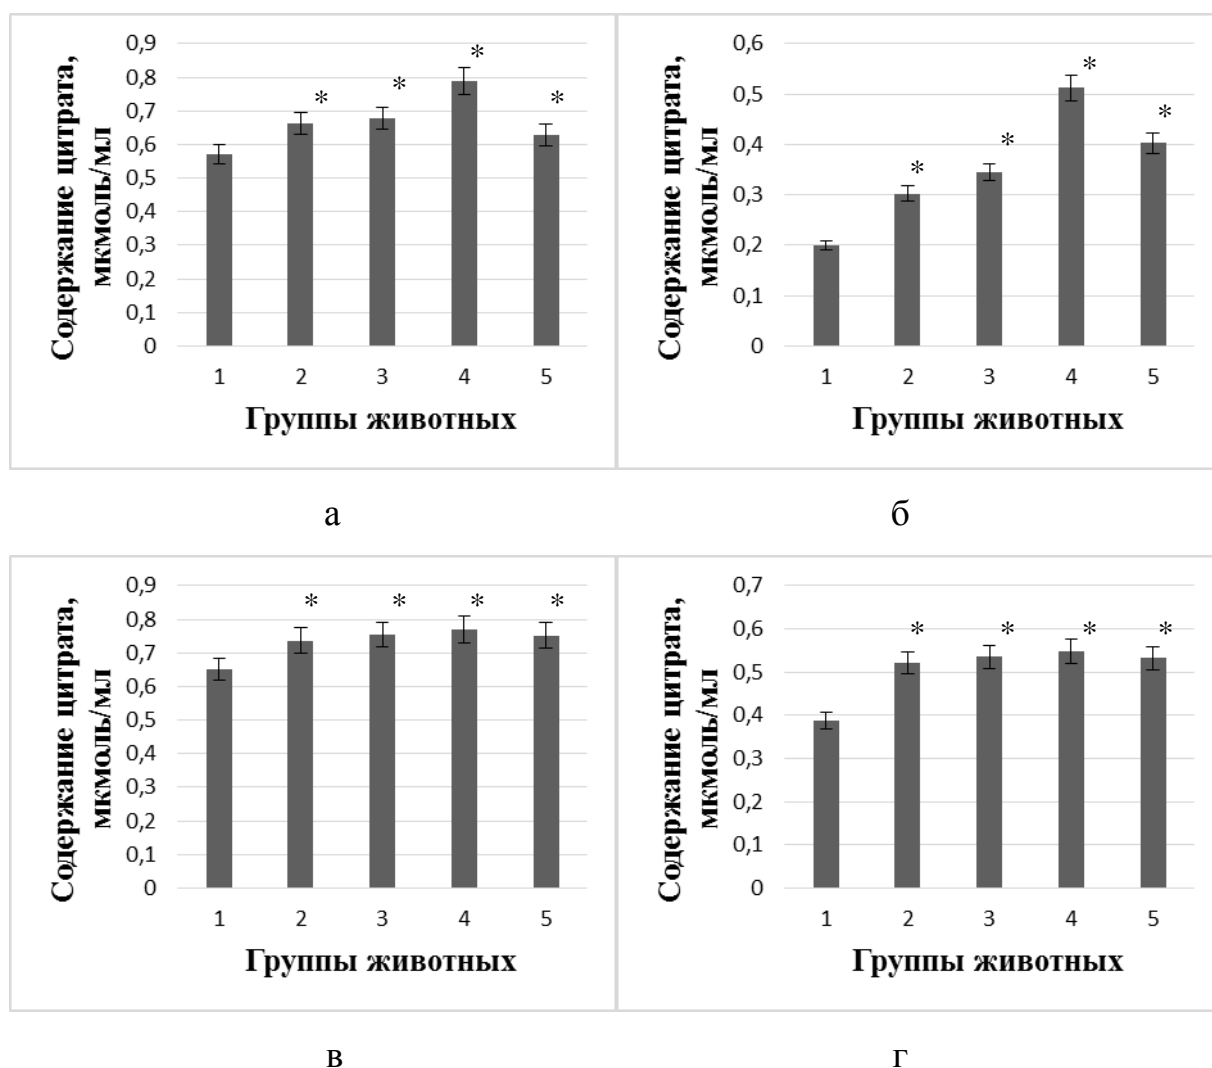 Содержание цитрата,
мкмоль/мл
0,9
0,8
0,7
0,6
0,5
0,4
0,3
0,2
0,1
0
* * * *
1 2 3 4 5
Группы животных
а
Содержание цитрата,
мкмоль/мл
0,6
0,5
0,4
0,3
0,2
0,1
0
* * * *
1 2 3 4 5
Группы животных
б
Содержание цитрата,
мкмоль/мл
0,9
0,8
0,7
0,6
0,5
0,4
0,3
0,2
0,1
0
* * * *
1 2 3 4 5
Группы животных
в
Содержание цитрата,
мкмоль/мл
0,7
0,6
0,5
0,4
0,3
0,2
0,1
0
* * * *
1 2 3 4 5
Группы животных
г